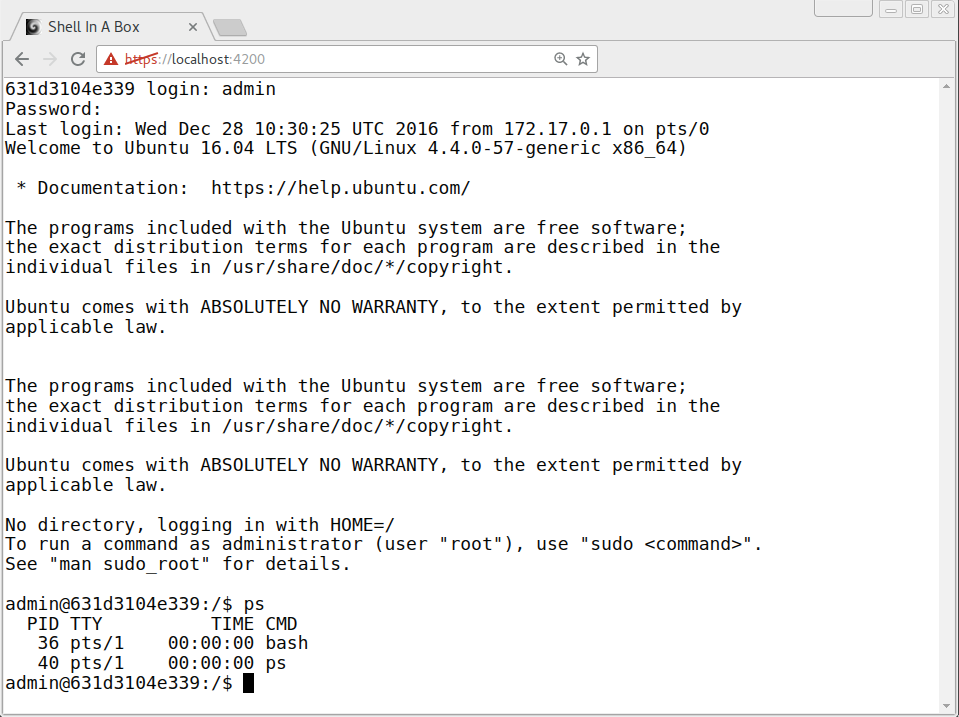 Shell In A Box
https://localhost:4200
631d3104e339 login: admin
Password:
Last login: Wed Dec 28 10:30:25 UTC 2016 from 172.17.0.1 on pts/0
Welcome to Ubuntu 16.04 LTS (GNU/Linux 4.4.0-57-generic x86_64)
 * Documentation:  https://help.ubuntu.com/
The programs included with the Ubuntu system are free software;
the exact distribution terms for each program are described in the
individual files in /usr/share/doc/*/copyright.
Ubuntu comes with ABSOLUTELY NO WARRANTY, to the extent permitted by
applicable law.
The programs included with the Ubuntu system are free software;
the exact distribution terms for each program are described in the
individual files in /usr/share/doc/*/copyright.
Ubuntu comes with ABSOLUTELY NO WARRANTY, to the extent permitted by
applicable law.
No directory, logging in with HOME=/
To run a command as administrator (user "root"), use "sudo <command>".
See "man sudo_root" for details.
admin@631d3104e339:/$ ps
  PID TTY          TIME CMD
   36 pts/1    00:00:00 bash
   40 pts/1    00:00:00 ps
admin@631d3104e339:/$